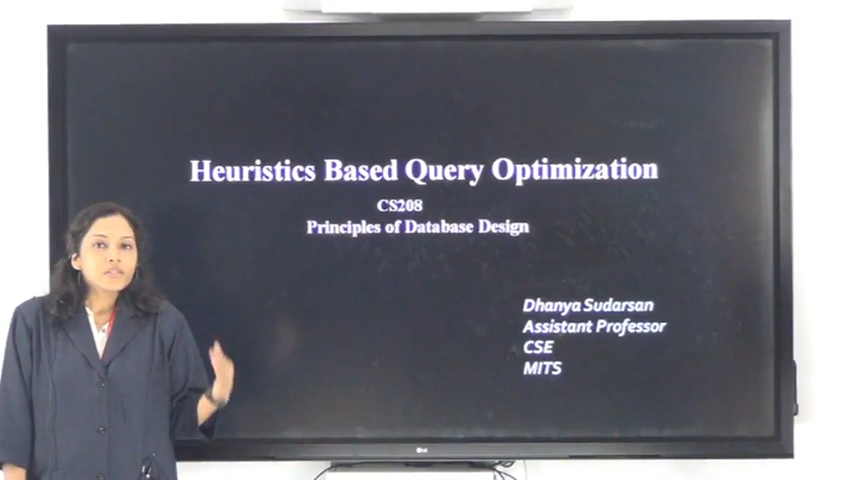 Heuristics Based Query Optimization
CS208
Principles of Database Design
Dhanya Sudarsan
Assistant Professor
CSE
MITS
LG